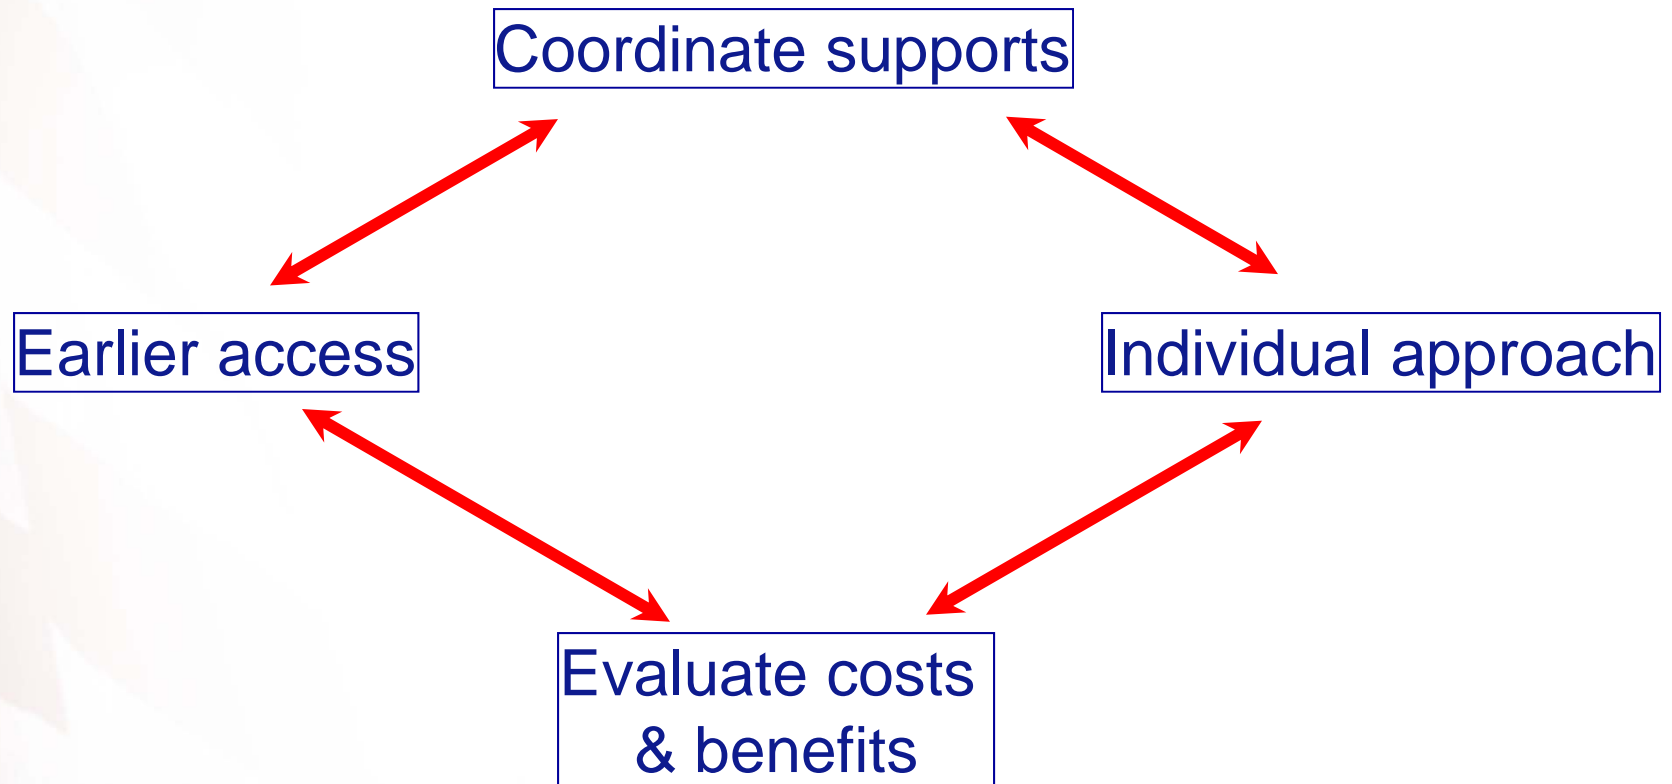 Coordinate supports
Earlier access
Individual approach
Evaluate costs
& benefits